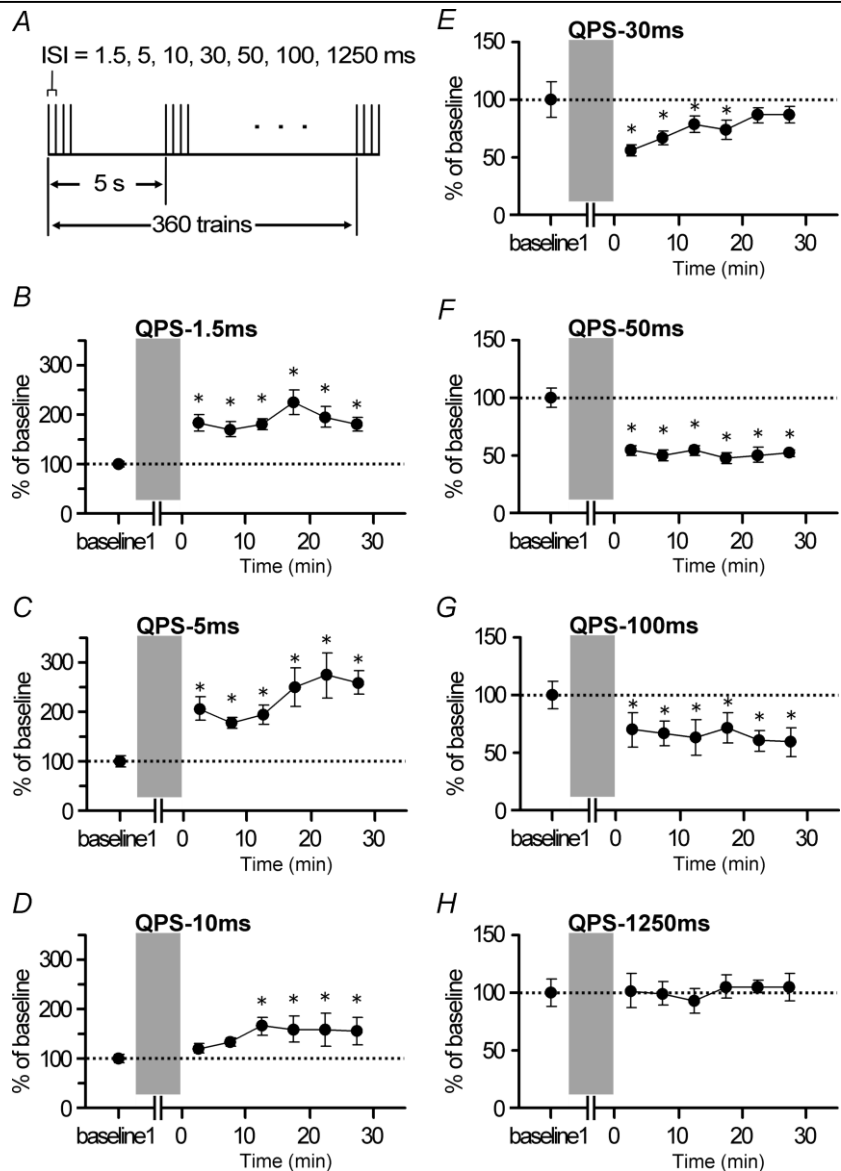 A
ISI = 1.5, 5, 10, 30, 50, 100, 1250 ms
. . .
5 s
360 trains
B
QPS-1.5ms
% of baseline
300
200
100
0
* * * * * *
baseline1 0 10 20 30
Time (min)
C
QPS-5ms
% of baseline
300
200
100
0
* * * * * *
baseline1 0 10 20 30
Time (min)
D
QPS-10ms
% of baseline
300
200
100
0
* * * *
baseline1 0 10 20 30
Time (min)
E
QPS-30ms
% of baseline
150
100
50
0
* * * *
baseline1 0 10 20 30
Time (min)
F
QPS-50ms
% of baseline
150
100
50
0
* * * * * *
baseline1 0 10 20 30
Time (min)
G
QPS-100ms
% of baseline
150
100
50
0
* * * * * *
baseline1 0 10 20 30
Time (min)
H
QPS-1250ms
% of baseline
150
100
50
0
baseline1 0 10 20 30
Time (min)